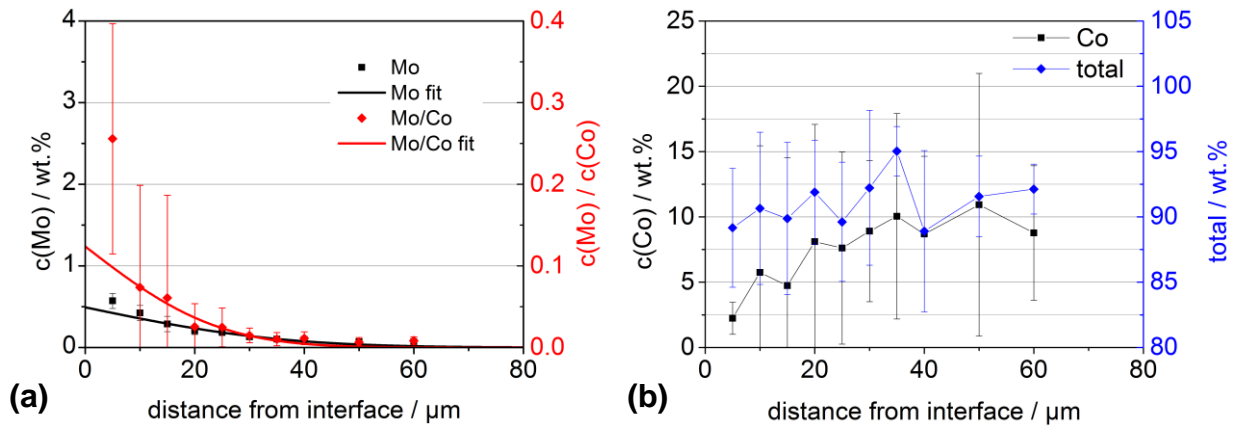 4
3
2
1
0
c(Mo) / wt.%
0.4
0.3
0.2
0.1
0.0
c(Mo) / c(Co)
Mo
Mo fit
Mo/Co
Mo/Co fit
0 20 40 60 80
distance from interface / µm
(a)
25
20
15
10
5
0
c(Co) / wt.%
105
100
95
90
85
80
total / wt.%
Co
total
0 20 40 60 80
distance from interface / µm
(b)